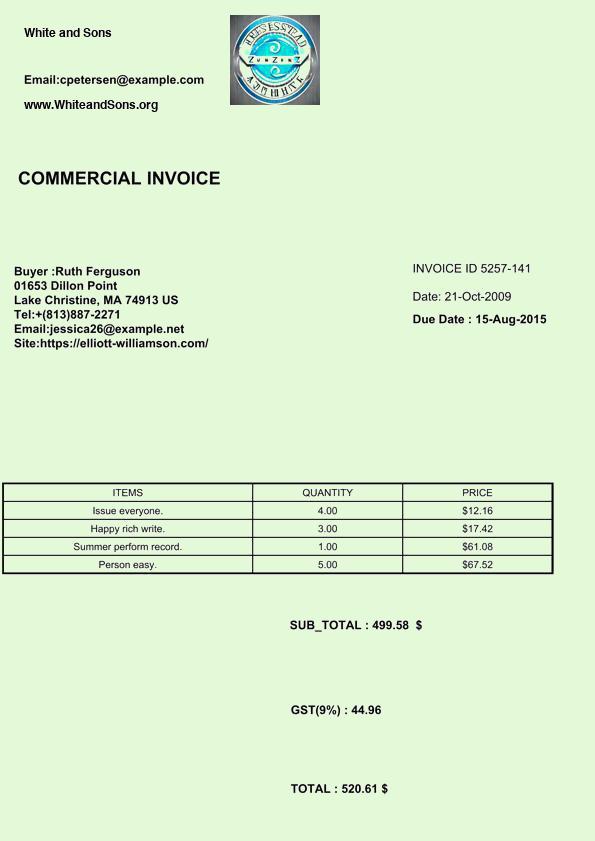 White and Sons
Email:cpetersen@example.com
www.WhiteandSons.org
COMMERCIAL INVOICE
Buyer :Ruth Ferguson
01653 Dillon Point
Lake Christine, MA 74913 US
Tel:+(813)887-2271
Email:jessica26@example.net
Site:https://elliott-williamson.com/
INVOICE ID 5257-141
Date: 21-Oct-2009
Due Date : 15-Aug-2015
ITEMS QUANTITY PRICE
Issue everyone. 4.00 $12.16
Happy rich write. 3.00 $17.42
Summer perform record. 1.00 $61.08
Person easy. 5.00 $67.52
SUB_TOTAL : 499.58 $
GST(9%) : 44.96
TOTAL : 520.61 $